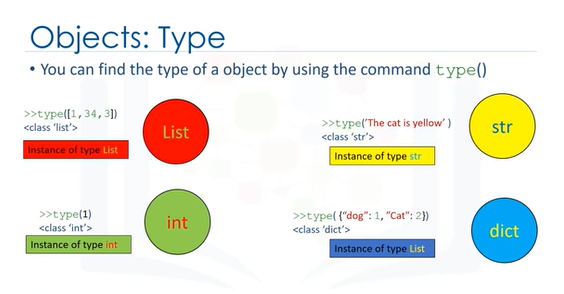 Objects: Type
• You can find the type of a object by using the command type()
>>type([1,34,3])
<class 'list'>
Instance of type List
List
>>type('The cat is yellow' )
<class 'str'>
Instance of type str
str
>>type(1)
<class 'int'>
Instance of type int
int
>>type( {“dog”: 1, ”Cat”: 2})
<class 'dict'>
Instance of type List
dict